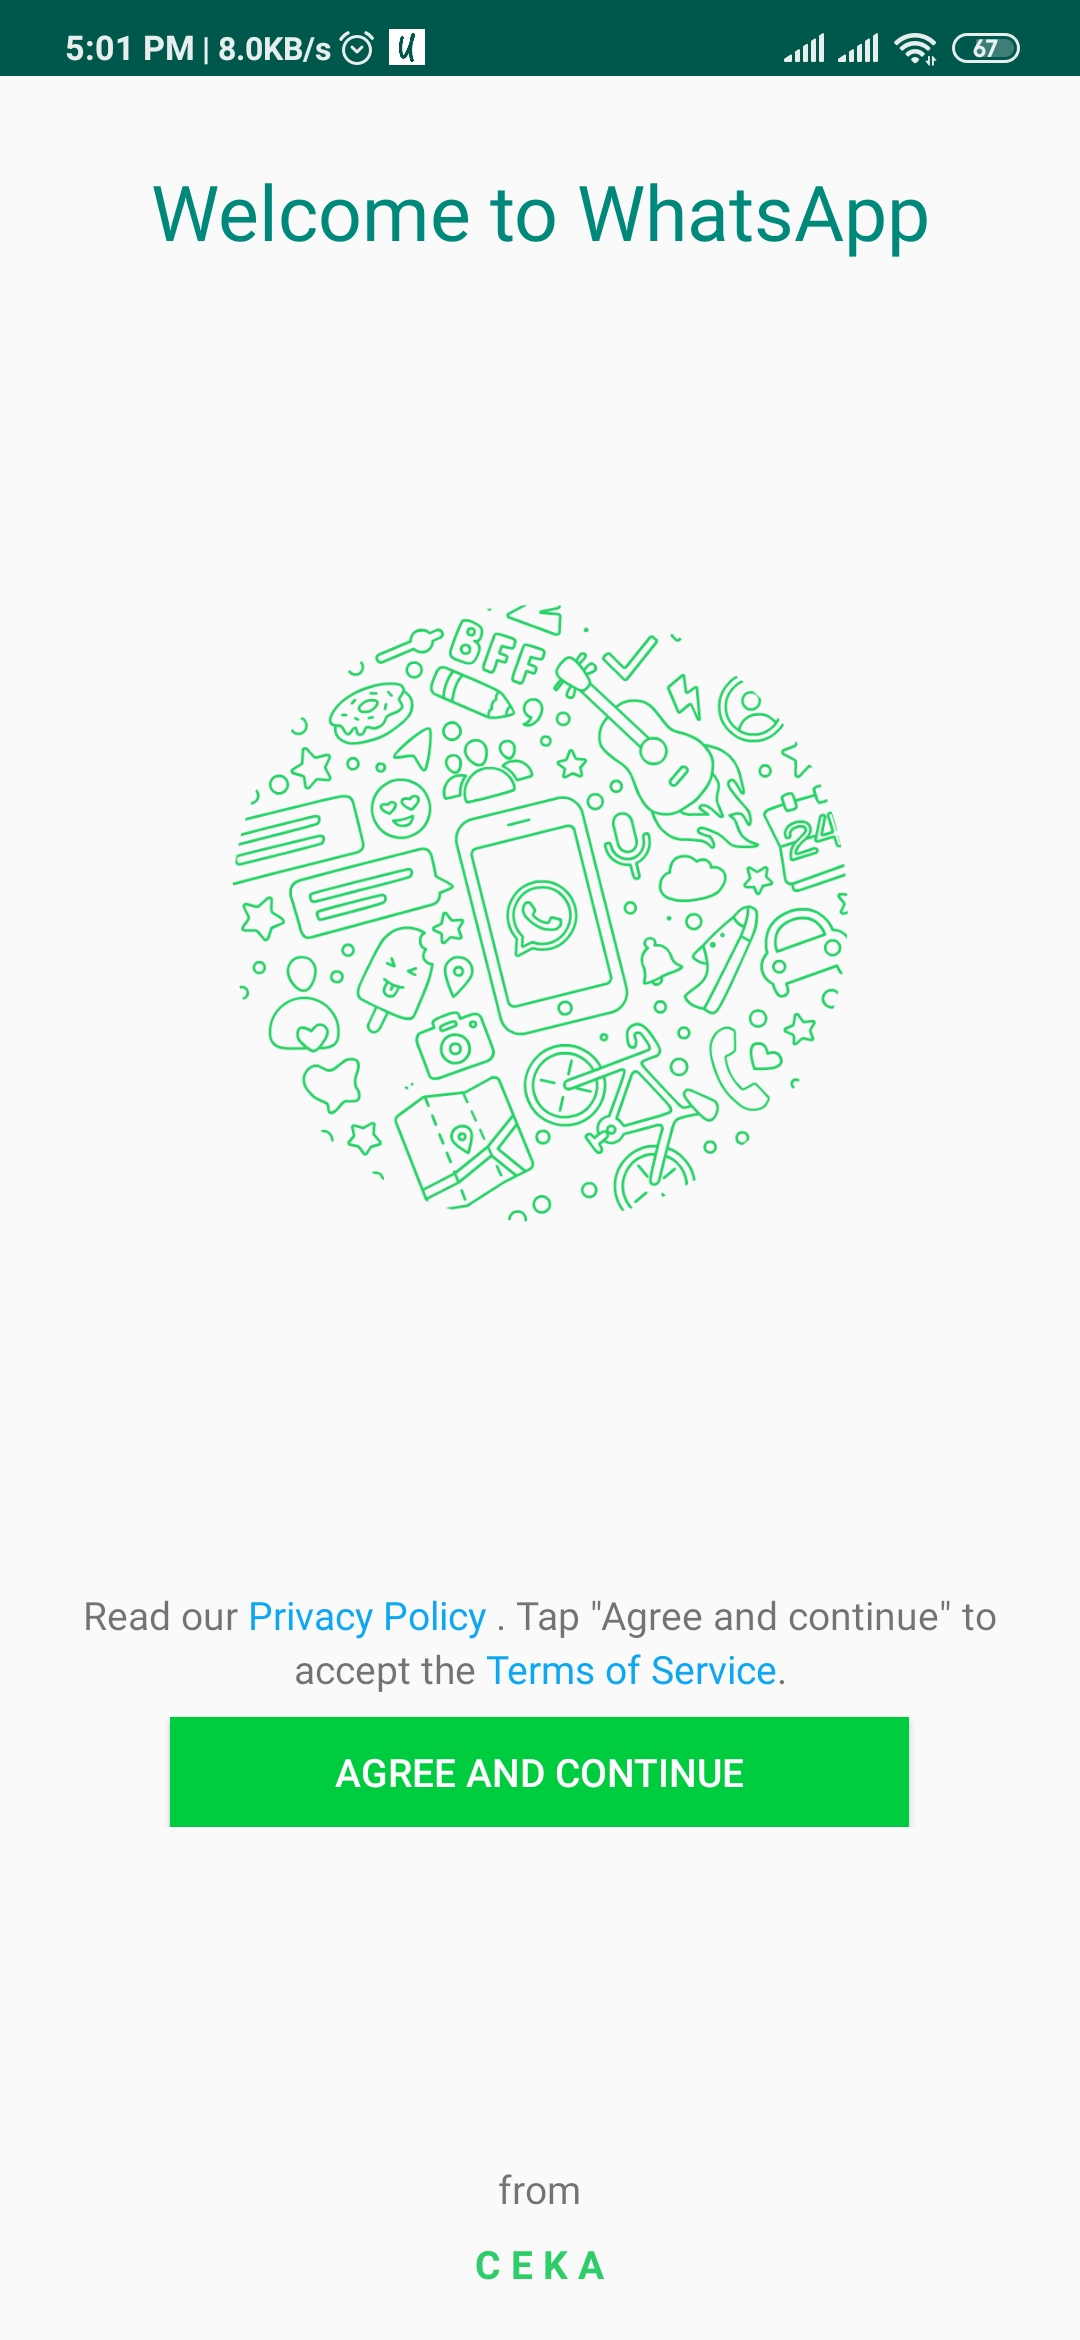 5:01 PM | 8.0KB/s
67
Welcome to WhatsApp
BFF
24
Read our Privacy Policy . Tap "Agree and continue" to
accept the Terms of Service.
AGREE AND CONTINUE
from
CEKA